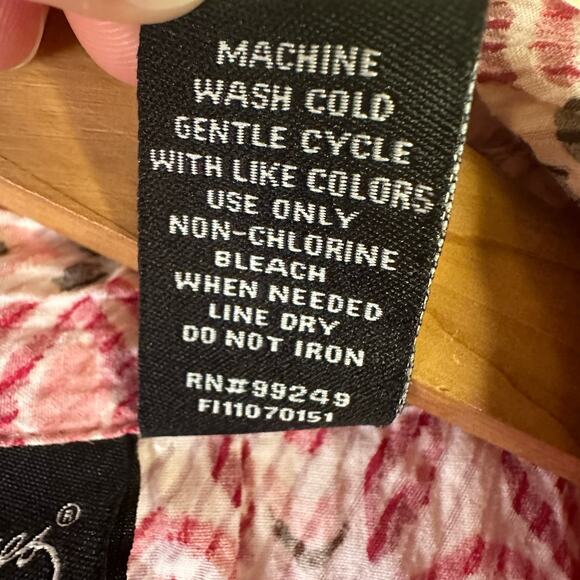 MACHINE
WASH COLD
GENTLE CYCLE
WITH LIKE COLORS
USE ONLY
NON-CHLORINE
BLEACH
WHEN NEEDED
LINE DRY
DO NOT IRON
RN#99249
FI11070151
®